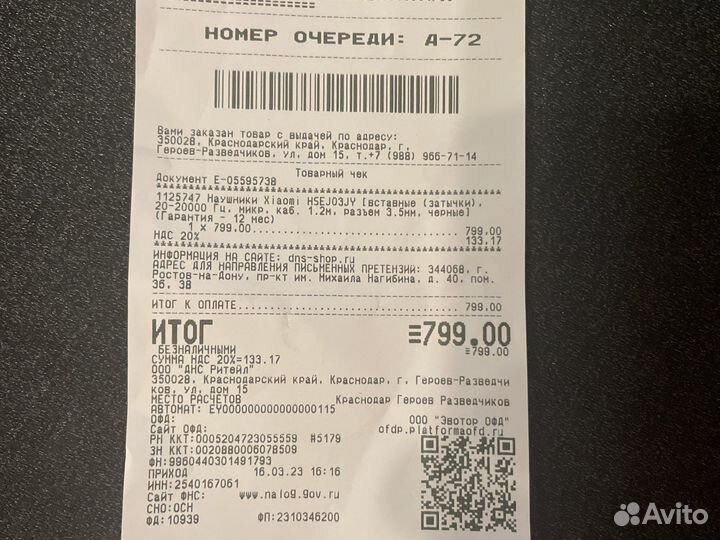 НОМЕР ОЧЕРЕДИ: А-72
Вами заказан товар с выдачей по адресу:
350028, Краснодарский край, Краснодар, г,
Героев-Разведчиков, ул, дом 15, т.+7 (988) 966-71-14
Товарный чек
Документ Е-05595738
1125747 Наушники Xiaomi HSEJ03JY [вставные (затычки),
20-20000 Гц, микр, каб. 1.2м, разъем 3.5мм, черные]
(Гарантия - 12 мес)
1 x 799.00 799.00
НДС 20% 133.17
ИНФОРМАЦИЯ НА САЙТЕ: dns-shop.ru
АДРЕС ДЛЯ НАПРАВЛЕНИЯ ПИСЬМЕННЫХ ПРЕТЕНЗИЙ: 344068, г.
Ростов-на-Дону, пр-кт им. Михаила Нагибина, д. 40, пом.
36, 38
ИТОГ К ОПЛАТЕ 799.00
ИТОГ =799.00
БЕЗНАЛИЧНЫМИ =799.00
СУММА НДС 20%=133.17
ООО "ДНС Ритейл"
350028, Краснодарский край, Краснодар, г, Героев-Разведчи
ков, ул, дом 15
МЕСТО РАСЧЕТОВ Краснодар Героев Разведчиков
АВТОМАТ: EY000000000000000115
ОФД: ООО "Эвотор ОФД"
Сайт ОФД: ofdp.platformaofd.ru
РН ККТ:0005204723055559 #5179
ЗН ККТ:0020880006078509
ФН:9960440301491793
ПРИХОД 16.03.23 16:16
ИНН:2540167061
Сайт ФНС: www.nalog.gov.ru
СНО:ОСН
ФД:10939 ФП:2310346200
Avito